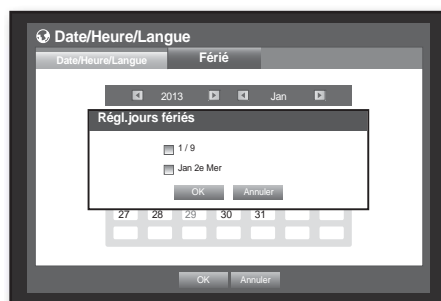 Date/Heure/Langue
Date/Heure/Langue Férié
2013 Jan
Régl.jours fériés
1 / 9
Jan 2e Mer
OK Annuler
27 28 29 30 31
OK Annuler